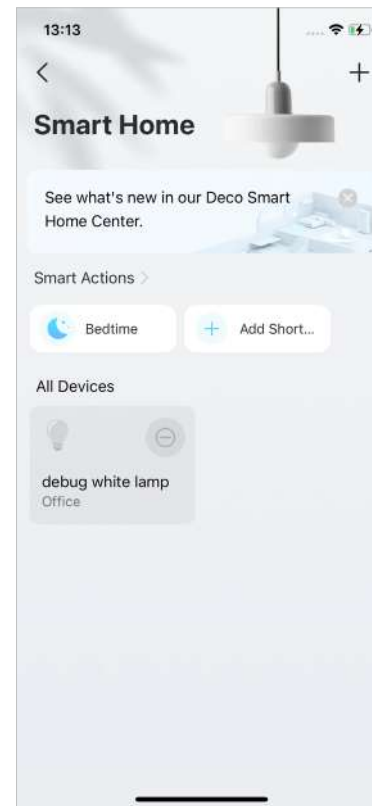 13:13
Smart Home
See what's new in our Deco Smart
Home Center.
Smart Actions >
Bedtime
Add Short...
All Devices
debug white lamp
Office